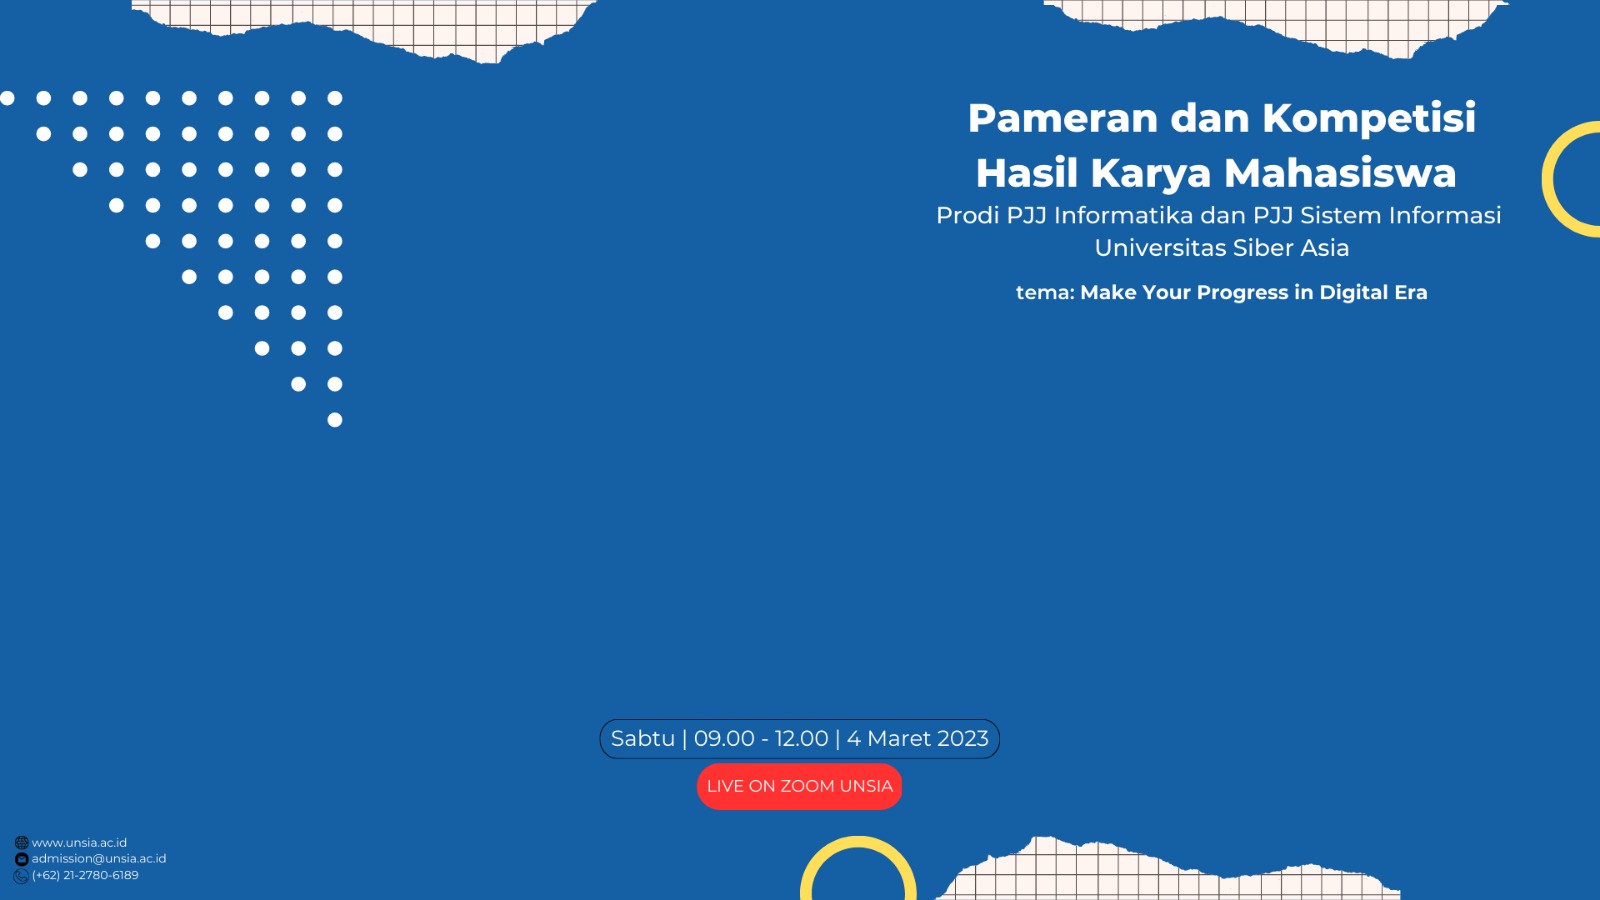 Pameran dan Kompetisi
Hasil Karya Mahasiswa
Prodi PJJ Informatika dan PJJ Sistem Informasi
Universitas Siber Asia
tema: Make Your Progress in Digital Era
Sabtu | 09.00 - 12.00 | 4 Maret 2023
LIVE ON ZOOM UNSIA
www.unsia.ac.id
admission@unsia.ac.id
(+62) 21-2780-6189